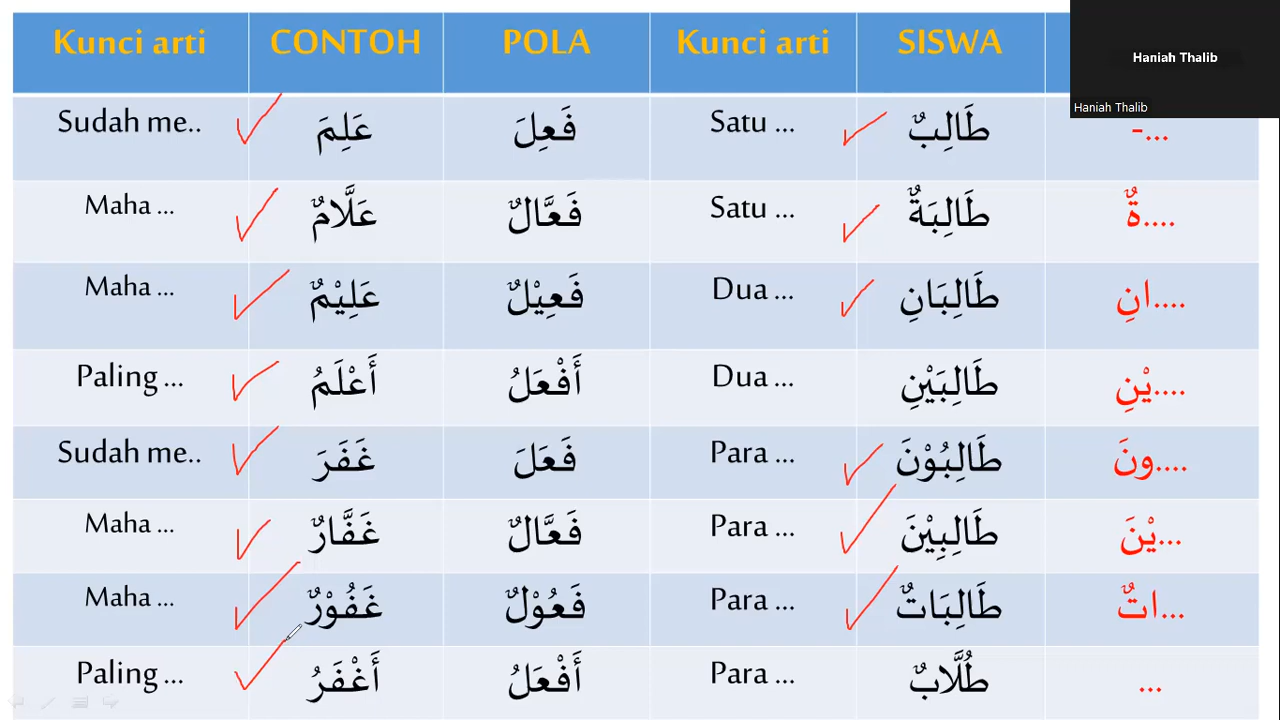 Kunci arti CONTOH POLA Kunci arti SISWA
Haniah Thalib
Haniah Thalib
Sudah me.. عَلِمَ فَعِلَ Satu ... طَالِبٌ -...
Maha ... عَلَّامٌ فَعَّالٌ Satu ... طَالِبَةٌ ....ةٌ
Maha ... عَلِيْمٌ فَعِيْلٌ Dua ... طَالِبَانِ ....انِ
Paling ... أَعْلَمُ أَفْعَلُ Dua ... طَالِبَيْنِ ....يْنِ
Sudah me.. غَفَرَ فَعَلَ Para ... طَالِبُوْنَ ....ونَ
Maha ... غَفَّارٌ فَعَّالٌ Para ... طَالِبِيْنَ ...يْنَ
Maha ... غَفُوْرٌ فَعُوْلٌ Para ... طَالِبَاتٌ ...اتٌ
Paling ... أَغْفَرُ أَفْعَلُ Para ... طُلَّابٌ ...